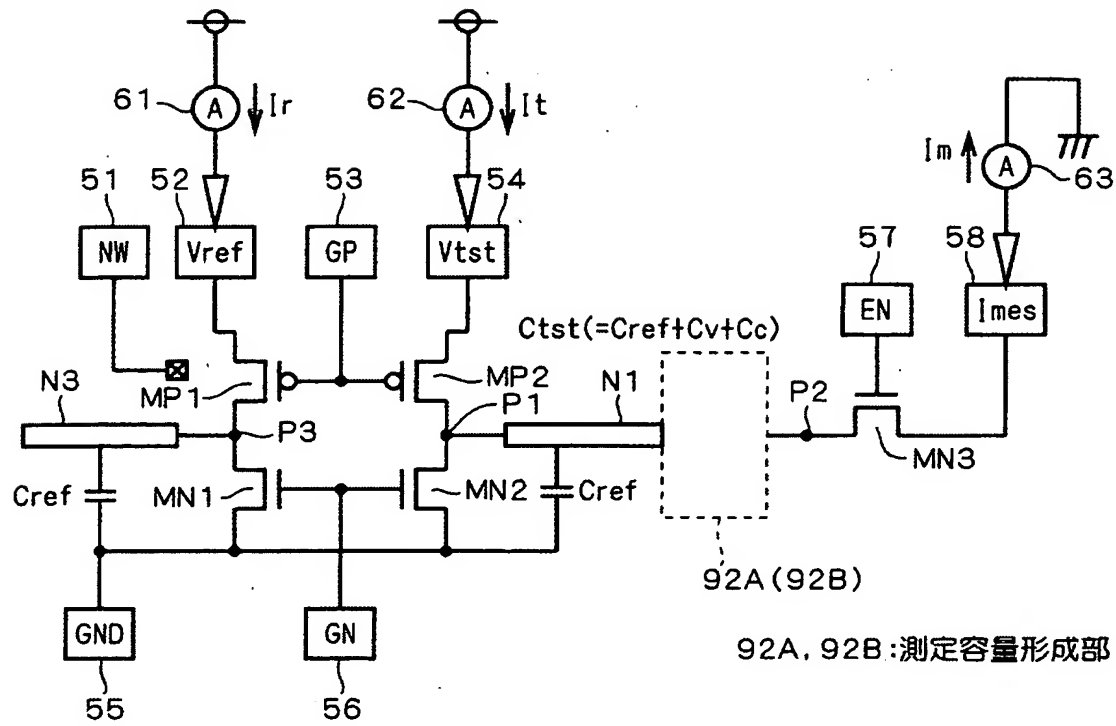 61 A Ir
62 A It
Im A 63
51 52 53 54
NW Vref GP Vtst
57 58
EN Imes
Ctst(=Cref+Cv+Cc)
N3 MP1 MP2 N1 P2
P3 P1
MN3
Cref MN1 MN2 Cref
92A(92B)
GND GN
55 56
92A, 92B:測定容量形成部